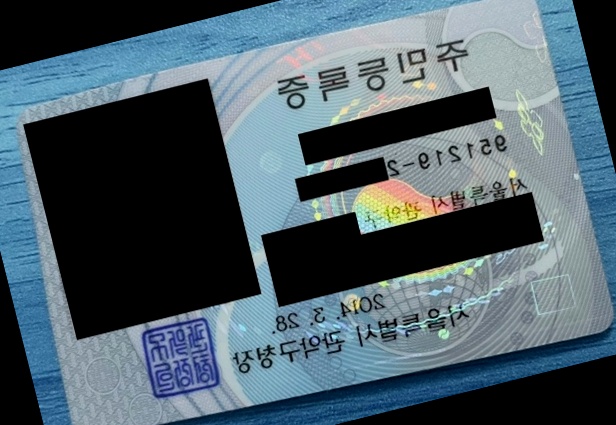 주민등록증
951219-2
서울특별시 관악구
2014. 3. 28.
서울특별시 관악구청장